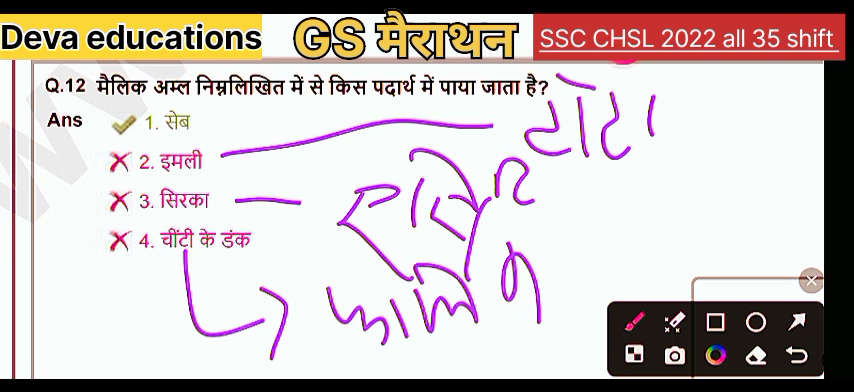 Deva educations GS मैराथन SSC CHSL 2022 all 35 shift
Q.12 मैलिक अम्ल निम्नलिखित में से किस पदार्थ में पाया जाता है?
Ans 1. सेब
2. इमली
3. सिरका
4. चींटी के डंक